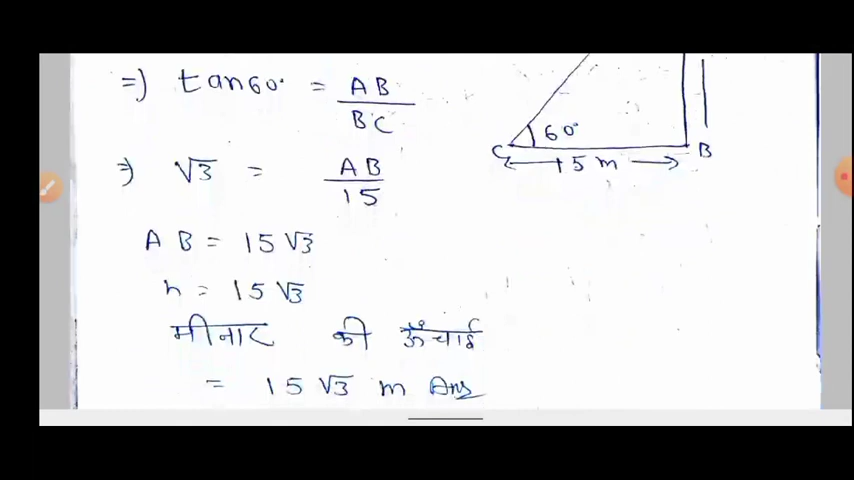 ⇒) tan60° = AB/BC
⇒) √3 = AB/15
AB = 15√3
h = 15√3
मीनार की ऊँचाई
= 15√3 m Ans
60°
C B
15 m